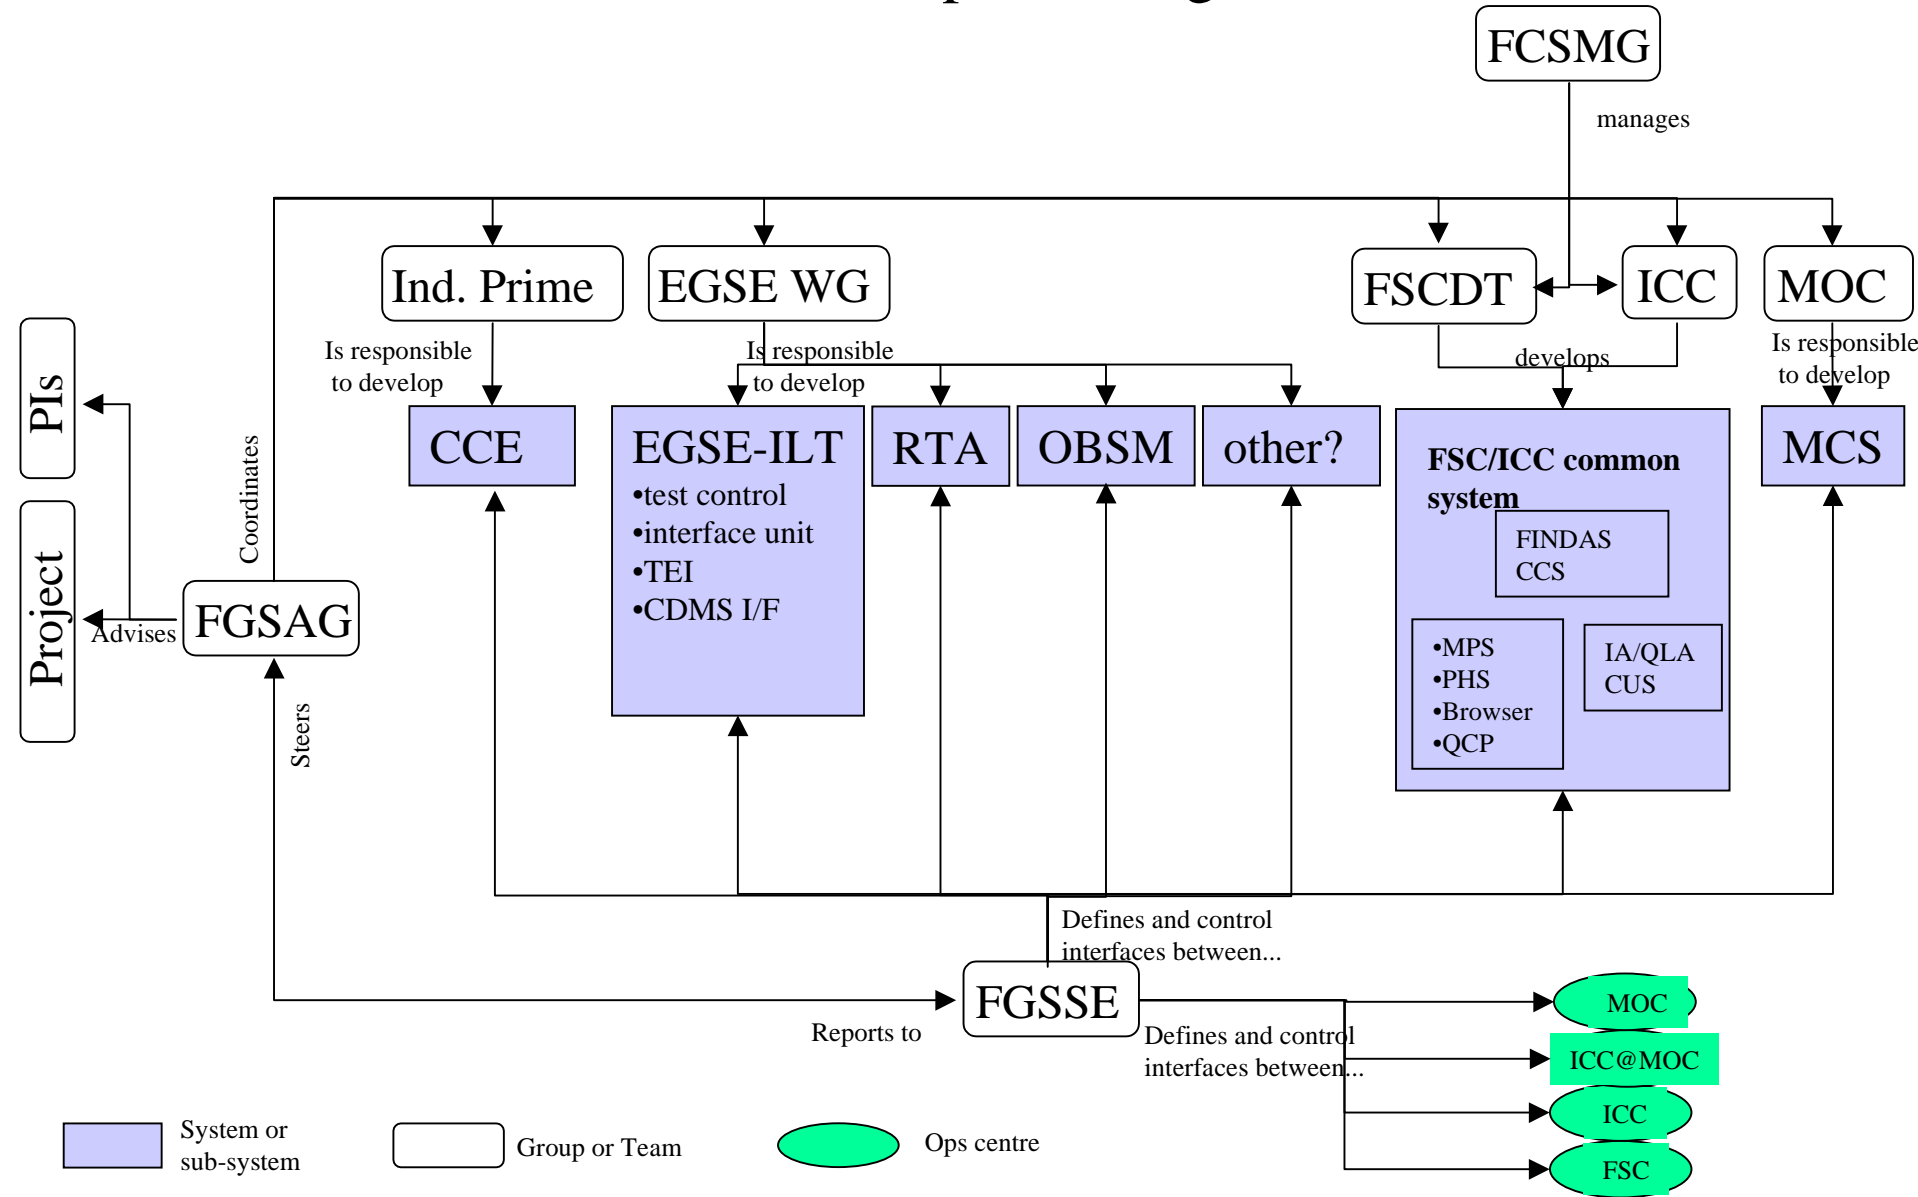 FCSMG
manages
Ind. Prime
EGSE WG
FSCDT
ICC
MOC
Is responsible
to develop
Is responsible
to develop
develops
Is responsible
to develop
PIs
Project
Coordinates
Advises
FGSAG
Steers
CCE
EGSE-ILT
•test control
•interface unit
•TEI
•CDMS I/F
RTA
OBSM
other?
FSC/ICC common
system
FINDAS
CCS
•MPS
•PHS
•Browser
•QCP
IA/QLA
CUS
MCS
Defines and control
interfaces between...
FGSSE
Reports to
Defines and control
interfaces between...
MOC
ICC@MOC
ICC
FSC
System or
sub-system
Group or Team
Ops centre